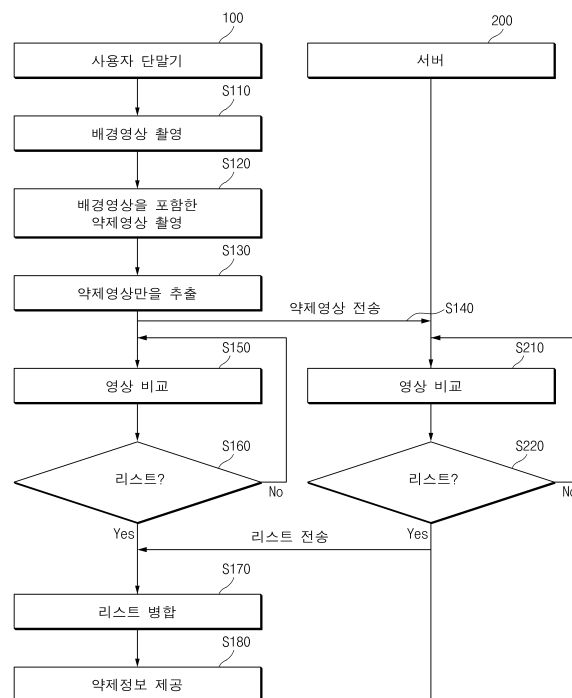 100
200
사용자 단말기
서버
S110
배경영상 촬영
S120
배경영상을 포함한
약제영상 촬영
S130
약제영상만을 추출
약제영상 전송
S140
S150
S210
영상 비교
영상 비교
S160
S220
리스트?
리스트?
No
No
Yes
Yes
리스트 전송
S170
리스트 병합
S180
약제정보 제공